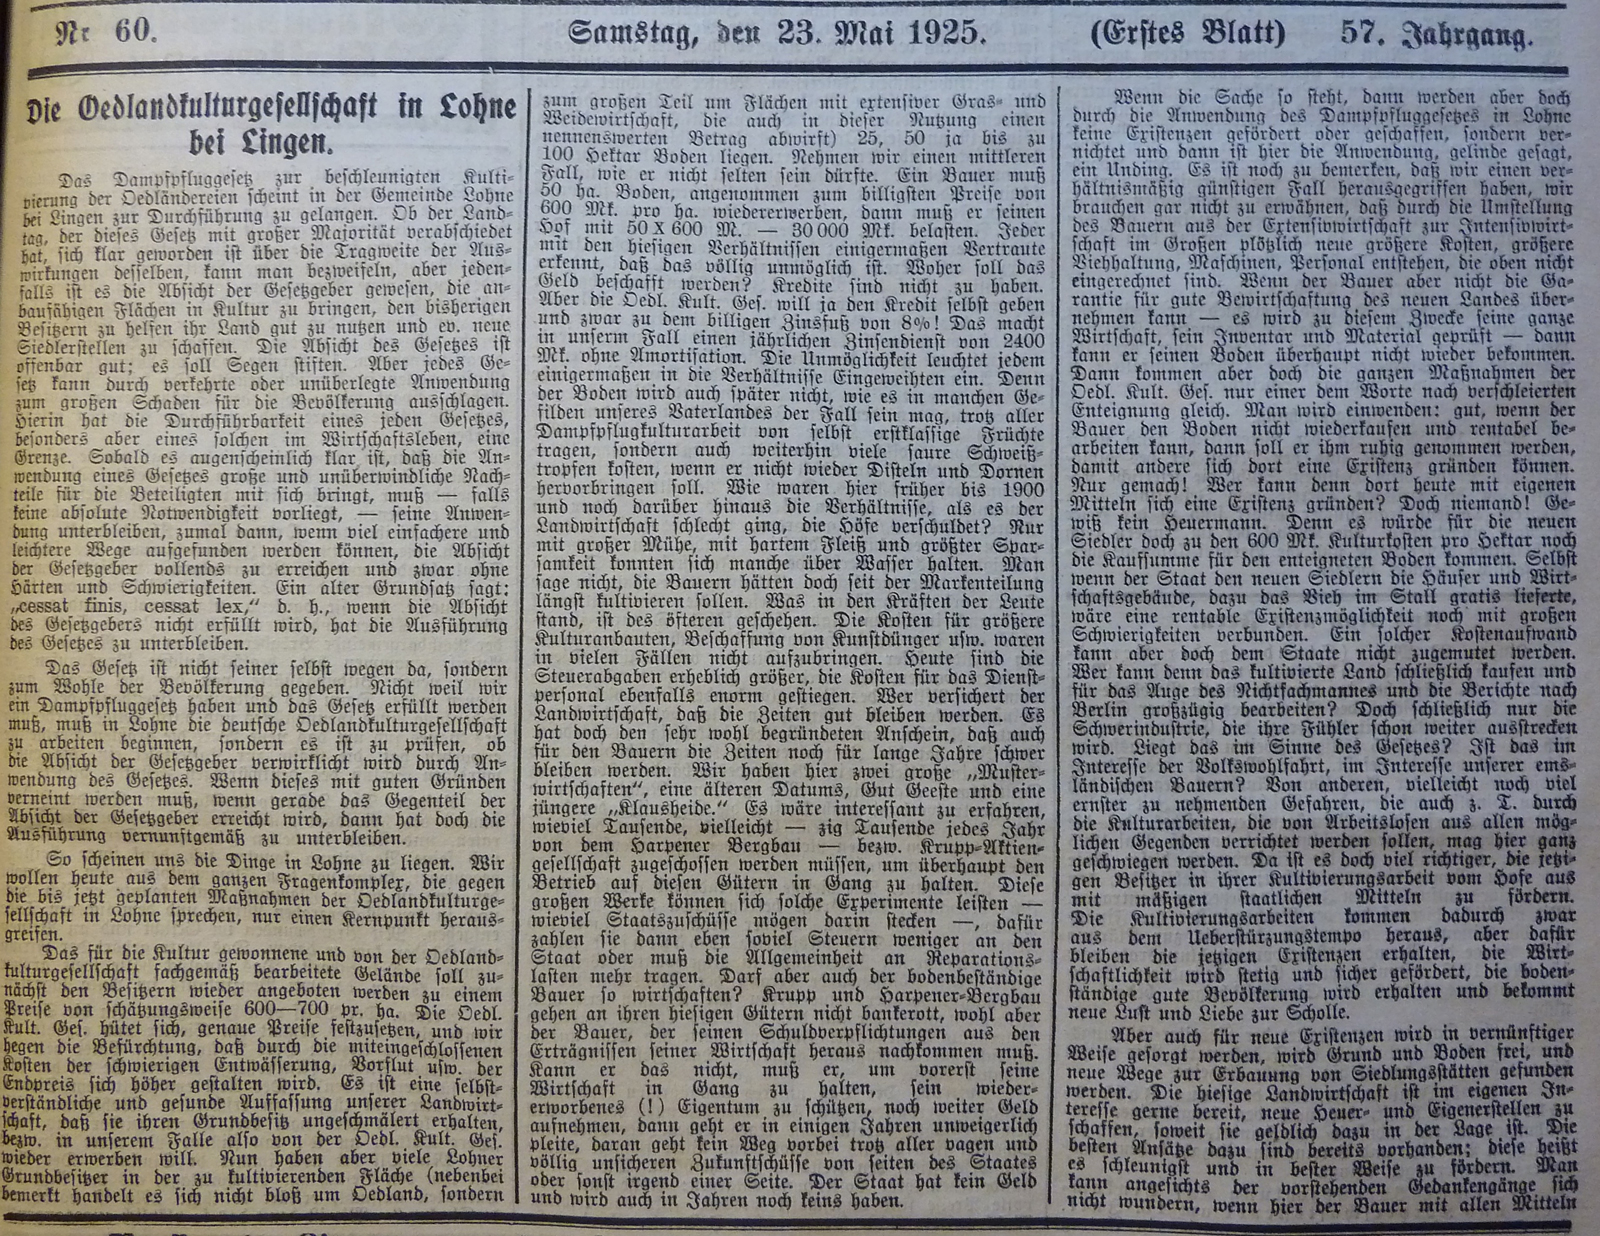 Nr 60.
Samstag, den 23. Mai 1925.
(Erstes Blatt) 57. Jahrgang.
Die Oedlandkulturgesellschaft in Lohne
bei Lingen.
Das Dampfpfluggesetz zur beschleunigten Kulti-
vierung der Oedländereien scheint in der Gemeinde Lohne
bei Lingen zur Durchführung zu gelangen. Ob der Land-
tag, der dieses Gesetz mit großer Majorität verabschiedet
hat, sich klar geworden ist über die Tragweite der Aus-
wirkungen desselben, kann man bezweifeln, aber jeden-
falls ist es die Absicht der Gesetzgeber gewesen, die an-
baufähigen Flächen in Kultur zu bringen, den bisherigen
Besitzern zu helfen ihr Land gut zu nutzen und ev. neue
Siedlerstellen zu schaffen. Die Absicht des Gesetzes ist
offenbar gut; es soll Segen stiften. Aber jedes Ge-
setz kann durch verkehrte oder unüberlegte Anwendung
zum großen Schaden für die Bevölkerung ausschlagen.
Hierin hat die Durchführbarkeit eines jeden Gesetzes,
besonders aber eines solchen im Wirtschaftsleben, eine
Grenze. Sobald es augenscheinlich klar ist, daß die An-
wendung eines Gesetzes große und unüberwindliche Nach-
teile für die Beteiligten mit sich bringt, muß — falls
keine absolute Notwendigkeit vorliegt, — seine Anwen-
dung unterbleiben, zumal dann, wenn viel einfachere und
leichtere Wege aufgefunden werden können, die Absicht
der Gesetzgeber vollends zu erreichen und zwar ohne
Härten und Schwierigkeiten. Ein alter Grundsatz sagt:
„cessat finis, cessat lex,“ d. h., wenn die Absicht
des Gesetzgebers nicht erfüllt wird, hat die Ausführung
des Gesetzes zu unterbleiben.
Das Gesetz ist nicht seiner selbst wegen da, sondern
zum Wohle der Bevölkerung gegeben. Nicht weil wir
ein Dampfpfluggesetz haben und das Gesetz erfüllt werden
muß, muß in Lohne die deutsche Oedlandkulturgesellschaft
zu arbeiten beginnen, sondern es ist zu prüfen, ob
die Absicht der Gesetzgeber verwirklicht wird durch An-
wendung des Gesetzes. Wenn dieses mit guten Gründen
verneint werden muß, wenn gerade das Gegenteil der
Absicht der Gesetzgeber erreicht wird, dann hat doch die
Ausführung vernunftgemäß zu unterbleiben.
So scheinen uns die Dinge in Lohne zu liegen. Wir
wollen heute aus dem ganzen Fragenkomplex, die gegen
die bis jetzt geplanten Maßnahmen der Oedlandkulturge-
sellschaft in Lohne sprechen, nur einen Kernpunkt heraus-
greifen.
Das für die Kultur gewonnene und von der Oedland-
kulturgesellschaft fachgemäß bearbeitete Gelände soll zu-
nächst den Besitzern wieder angeboten werden zu einem
Preise von schätzungsweise 600—700 pr. ha. Die Oedl.
Kult. Ges. hütet sich, genaue Preise festzusetzen, und wir
hegen die Befürchtung, daß durch die miteingeschlossenen
Kosten der schwierigen Entwässerung, Vorflut usw. der
Endpreis sich höher gestalten wird. Es ist eine selbst-
verständliche und gesunde Auffassung unserer Landwirt-
schaft, daß sie ihren Grundbesitz ungeschmälert erhalten,
bezw. in unserem Falle also von der Oedl. Kult. Ges.
wieder erwerben will. Nun haben aber viele Lohner
Grundbesitzer in der zu kultivierenden Fläche (nebenbei
bemerkt handelt es sich nicht bloß um Oedland, sondern
zum großen Teil um Flächen mit extensiver Gras- und
Weidewirtschaft, die auch in dieser Nutzung einen
nennenswerten Betrag abwirft) 25, 50 ja bis zu
100 Hektar Boden liegen. Nehmen wir einen mittleren
Fall, wie er nicht selten sein dürfte. Ein Bauer muß
50 ha. Boden, angenommen zum billigsten Preise von
600 Mk. pro ha. wiedererwerben, dann muß er seinen
Hof mit 50 X 600 M. — 30 000 Mk. belasten. Jeder
mit den hiesigen Verhältnissen einigermaßen Vertraute
erkennt, daß das völlig unmöglich ist. Woher soll das
Geld beschafft werden? Kredite sind nicht zu haben.
Aber die Oedl. Kult. Ges. will ja den Kredit selbst geben
und zwar zu dem billigen Zinsfuß von 8%! Das macht
in unserm Fall einen jährlichen Zinsendienst von 2400
Mk. ohne Amortisation. Die Unmöglichkeit leuchtet jedem
einigermaßen in die Verhältnisse Eingeweihten ein. Denn
der Boden wird auch später nicht, wie es in manchen Ge-
filden unseres Vaterlandes der Fall sein mag, trotz aller
Dampfpflugkulturarbeit von selbst erstklassige Früchte
tragen, sondern auch weiterhin viele saure Schweiß-
tropfen kosten, wenn er nicht wieder Disteln und Dornen
hervorbringen soll. Wie waren hier früher bis 1900
und noch darüber hinaus die Verhältnisse, als es der
Landwirtschaft schlecht ging, die Höfe verschuldet? Nur
mit großer Mühe, mit hartem Fleiß und größter Spar-
samkeit konnten sich manche über Wasser halten. Man
sage nicht, die Bauern hätten doch seit der Markenteilung
längst kultivieren sollen. Was in den Kräften der Leute
stand, ist des öfteren geschehen. Die Kosten für größere
Kulturanbauten, Beschaffung von Kunstdünger usw. waren
in vielen Fällen nicht aufzubringen. Heute sind die
Steuerabgaben erheblich größer, die Kosten für das Dienst-
personal ebenfalls enorm gestiegen. Wer versichert der
Landwirtschaft, daß die Zeiten gut bleiben werden. Es
hat doch den sehr wohl begründeten Anschein, daß auch
für den Bauern die Zeiten noch für lange Jahre schwer
bleiben werden. Wir haben hier zwei große „Muster-
wirtschaften“, eine älteren Datums, Gut Geeste und eine
jüngere „Klausheide.“ Es wäre interessant zu erfahren,
wieviel Tausende, vielleicht — zig Tausende jedes Jahr
von dem Harpener Bergbau — bezw. Krupp-Aktien-
gesellschaft zugeschossen werden müssen, um überhaupt den
Betrieb auf diesen Gütern in Gang zu halten. Diese
großen Werke können sich solche Experimente leisten —
wieviel Staatszuschüsse mögen darin stecken —, dafür
zahlen sie dann eben soviel Steuern weniger an den
Staat oder muß die Allgemeinheit an Reparations-
lasten mehr tragen. Darf aber auch der bodenbeständige
Bauer so wirtschaften? Krupp und Harpener-Bergbau
gehen an ihren hiesigen Gütern nicht bankerott, wohl aber
der Bauer, der seinen Schuldverpflichtungen aus den
Erträgnissen seiner Wirtschaft heraus nachkommen muß.
Kann er das nicht, muß er, um vorerst seine
Wirtschaft in Gang zu halten, sein wieder-
erworbenes (!) Eigentum zu schützen, noch weiter Geld
aufnehmen, dann geht er in einigen Jahren unweigerlich
pleite, daran geht kein Weg vorbei trotz aller vagen und
völlig unsicheren Zukunftschüsse von seiten des Staates
oder sonst irgend einer Seite. Der Staat hat kein Geld
und wird auch in Jahren noch keins haben.
Wenn die Sache so steht, dann werden aber doch
durch die Anwendung des Dampfpfluggesetzes in Lohne
keine Existenzen gefördert oder geschaffen, sondern ver-
nichtet und dann ist hier die Anwendung, gelinde gesagt,
ein Unding. Es ist noch zu bemerken, daß wir einen ver-
hältnismäßig günstigen Fall herausgegriffen haben, wir
brauchen gar nicht zu erwähnen, daß durch die Umstellung
des Bauern aus der Extensivwirtschaft zur Intensivwirt-
schaft im Großen plötzlich neue größere Kosten, größere
Viehhaltung, Maschinen, Personal entstehen, die oben nicht
eingerechnet sind. Wenn der Bauer aber nicht die Ga-
rantie für gute Bewirtschaftung des neuen Landes über-
nehmen kann — es wird zu diesem Zwecke seine ganze
Wirtschaft, sein Inventar und Material geprüft — dann
kann er seinen Boden überhaupt nicht wieder bekommen.
Dann kommen aber doch die ganzen Maßnahmen der
Oedl. Kult. Ges. nur einer dem Worte nach verschleierten
Enteignung gleich. Man wird einwenden: gut, wenn der
Bauer den Boden nicht wiederkaufen und rentabel be-
arbeiten kann, dann soll er ihm ruhig genommen werden,
damit andere sich dort eine Existenz gründen können.
Nur gemach! Wer kann denn dort heute mit eigenen
Mitteln sich eine Existenz gründen? Doch niemand! Ge-
wiß kein Heuermann. Denn es würde für die neuen
Siedler doch zu den 600 Mk. Kulturkosten pro Hektar noch
die Kaufsumme für den enteigneten Boden kommen. Selbst
wenn der Staat den neuen Siedlern die Häuser und Wirt-
schaftsgebäude, dazu das Vieh im Stall gratis lieferte,
wäre eine rentable Existenzmöglichkeit noch mit großen
Schwierigkeiten verbunden. Ein solcher Kostenaufwand
kann aber doch dem Staate nicht zugemutet werden.
Wer kann denn das kultivierte Land schließlich kaufen und
für das Auge des Nichtfachmannes und die Berichte nach
Berlin großzügig bearbeiten? Doch schließlich nur die
Schwerindustrie, die ihre Fühler schon weiter ausstrecken
wird. Liegt das im Sinne des Gesetzes? Ist das im
Interesse der Volkswohlfahrt, im Interesse unserer ems-
ländischen Bauern? Von anderen, vielleicht noch viel
ernster zu nehmenden Gefahren, die auch z. T. durch
die Kulturarbeiten, die von Arbeitslosen aus allen mög-
lichen Gegenden verrichtet werden sollen, mag hier ganz
geschwiegen werden. Da ist es doch viel richtiger, die jetzi-
gen Besitzer in ihrer Kultivierungsarbeit vom Hofe aus
mit mäßigen staatlichen Mitteln zu fördern.
Die Kultivierungsarbeiten kommen dadurch zwar
aus dem Ueberstürzungstempo heraus, aber dafür
bleiben die jetzigen Existenzen erhalten, die Wirt-
schaftlichkeit wird stetig und sicher gefördert, die boden-
ständige gute Bevölkerung wird erhalten und bekommt
neue Lust und Liebe zur Scholle.
Aber auch für neue Existenzen wird in vernünftiger
Weise gesorgt werden, wird Grund und Boden frei, und
neue Wege zur Erbauung von Siedlungsstätten gefunden
werden. Die hiesige Landwirtschaft ist im eigenen In-
teresse gerne bereit, neue Heuer- und Eigenerstellen zu
schaffen, soweit sie geldlich dazu in der Lage ist. Die
besten Ansätze dazu sind bereits vorhanden; diese heißt
es schleunigst und in bester Weise zu fördern. Man
kann angesichts der vorstehenden Gedankengänge sich
nicht wundern, wenn hier der Bauer mit allen Mitteln